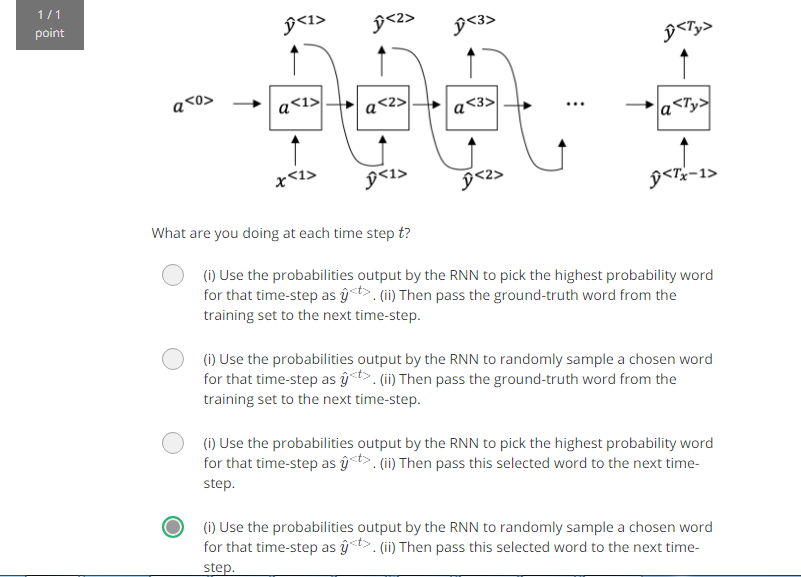 1 / 1
point
ŷ<1> ŷ<2> ŷ<3> ŷ<Ty>
a<0> a<1> a<2> a<3> ... a<Ty>
x<1> ŷ<1> ŷ<2> ŷ<Tx−1>
What are you doing at each time step t?
(i) Use the probabilities output by the RNN to pick the highest probability word
for that time-step as ŷ<t>. (ii) Then pass the ground-truth word from the
training set to the next time-step.
(i) Use the probabilities output by the RNN to randomly sample a chosen word
for that time-step as ŷ<t>. (ii) Then pass the ground-truth word from the
training set to the next time-step.
(i) Use the probabilities output by the RNN to pick the highest probability word
for that time-step as ŷ<t>. (ii) Then pass this selected word to the next time-
step.
(i) Use the probabilities output by the RNN to randomly sample a chosen word
for that time-step as ŷ<t>. (ii) Then pass this selected word to the next time-
step.